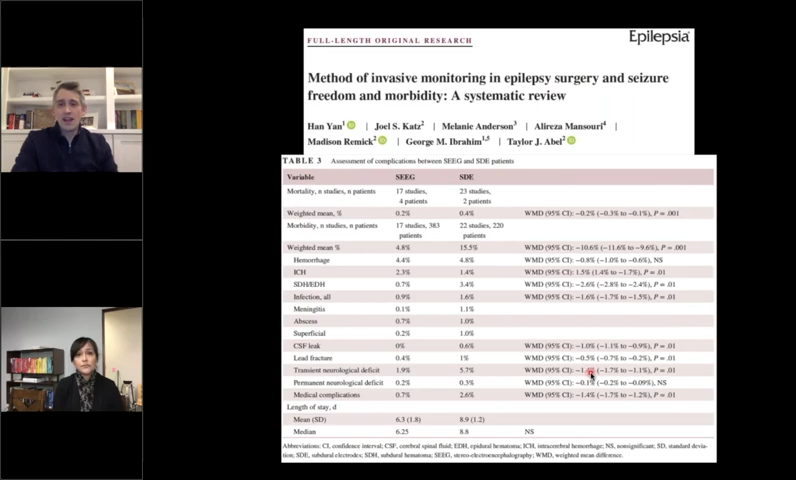 FULL-LENGTH ORIGINAL RESEARCH
Epilepsia
Method of invasive monitoring in epilepsy surgery and seizure
freedom and morbidity: A systematic review
Han Yan1 | Joel S. Katz2 | Melanie Anderson3 | Alireza Mansouri4 |
Madison Remick2 | George M. Ibrahim1,5 | Taylor J. Abel2
TABLE 3 Assessment of complications between SEEG and SDE patients
Variable SEEG SDE
Mortality, n studies, n patients 17 studies, 4 patients 23 studies, 2 patients
Weighted mean, % 0.2% 0.4% WMD (95% CI): −0.2% (−0.3% to −0.1%), P = .001
Morbidity, n studies, n patients 17 studies, 383 patients 22 studies, 220 patients
Weighted mean % 4.8% 15.5% WMD (95% CI): −10.6% (−11.6% to −9.6%), P = .001
Hemorrhage 4.4% 4.8% WMD (95% CI): −0.8% (−1.0% to −0.6%), NS
ICH 2.3% 1.4% WMD (95% CI): 1.5% (1.4% to −1.7%), P = .01
SDH/EDH 0.7% 3.4% WMD (95% CI): −2.6% (−2.8% to −2.4%), P = .01
Infection, all 0.9% 1.6% WMD (95% CI): −1.6% (−1.7% to −1.5%), P = .01
Meningitis 0.1% 1.1%
Abscess 0.7% 1.0%
Superficial 0.2% 1.0%
CSF leak 0% 0.6% WMD (95% CI): −1.0% (−1.1% to −0.9%), P = .01
Lead fracture 0.4% 1% WMD (95% CI): −0.5% (−0.7% to −0.2%), P = .01
Transient neurological deficit 1.9% 5.7% WMD (95% CI): (−1.7% to −1.1%), P = .01
Permanent neurological deficit 0.2% 0.3% WMD (95% CI): −0.1% (−0.2% to −0.09%), NS
Medical complications 0.7% 2.6% WMD (95% CI): −1.4% (−1.7% to −1.2%), P = .01
Length of stay, d
Mean (SD) 6.3 (1.8) 8.9 (1.2)
Median 6.25 8.8 NS
Abbreviations: CI, confidence interval; CSF, cerebral spinal fluid; EDH, epidural hematoma; ICH, intracerebral hemorrhage; NS, nonsignificant; SD, standard devia-
tion; SDE, subdural electrodes; SDH, subdural hematoma; SEEG, stereo-electroencephalography; WMD, weighted mean difference.